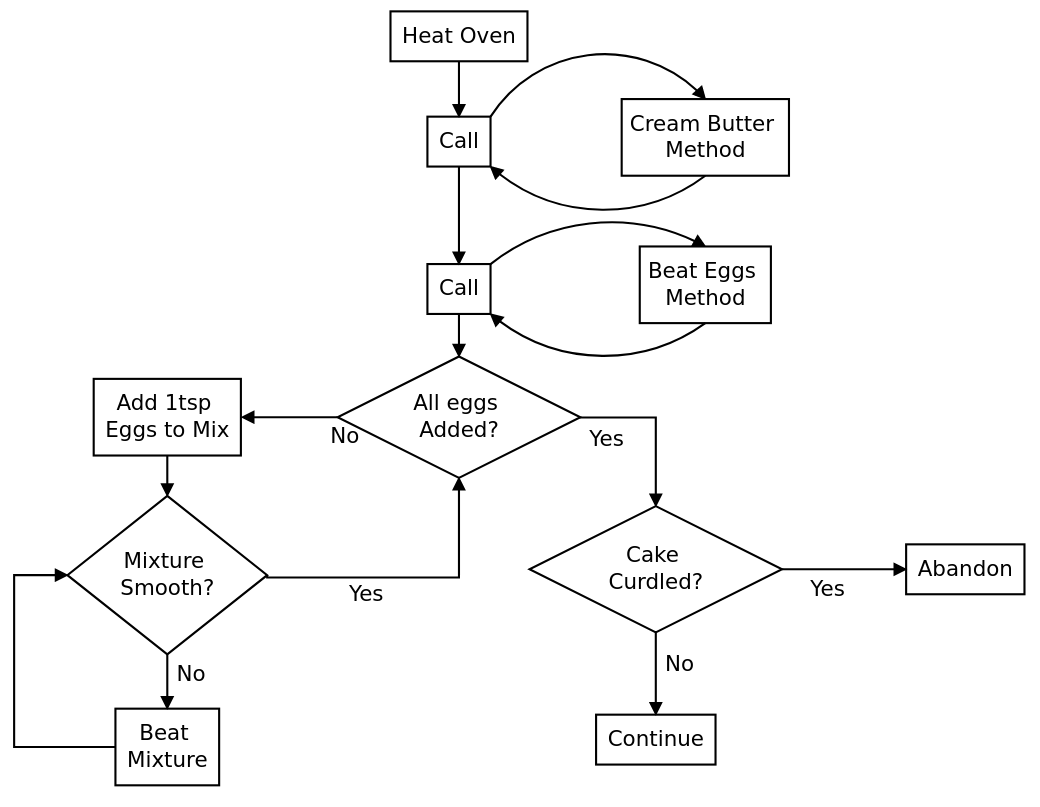 Heat Oven
Call
Cream Butter
Method
Call
Beat Eggs
Method
All eggs
Added?
No
Yes
Add 1tsp
Eggs to Mix
Mixture
Smooth?
Yes
No
Beat
Mixture
Cake
Curdled?
Yes
Abandon
No
Continue